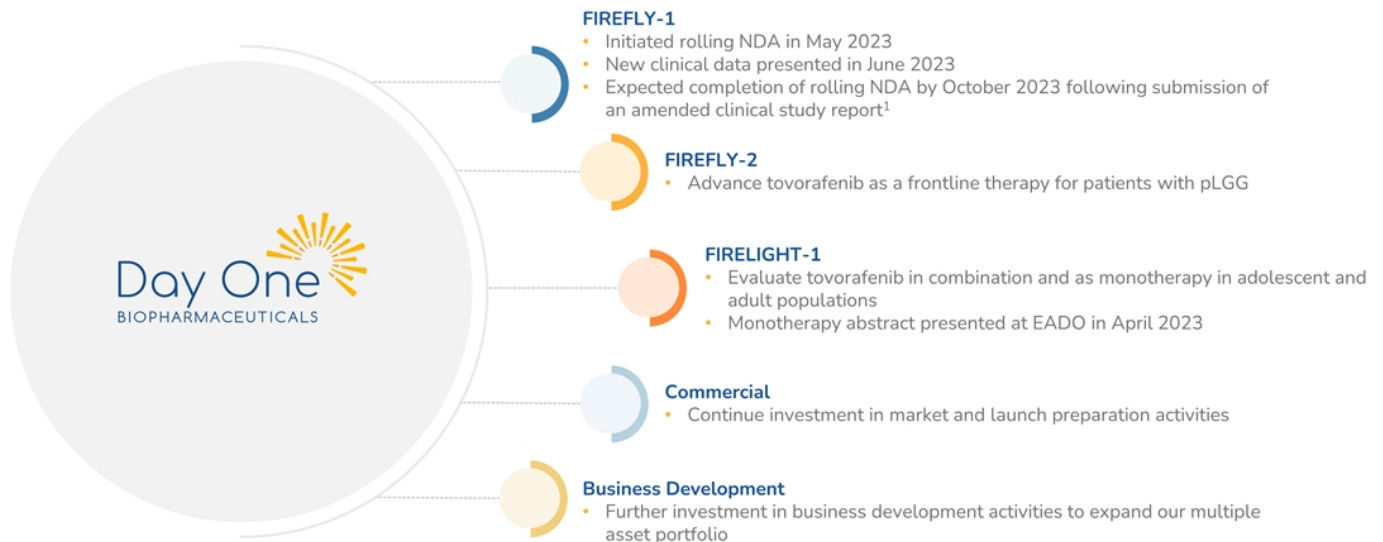 FIREFLY-1
• Initiated rolling NDA in May 2023
• New clinical data presented in June 2023
• Expected completion of rolling NDA by October 2023 following submission of
an amended clinical study report¹
FIREFLY-2
• Advance tovorafenib as a frontline therapy for patients with pLGG
Day One
BIOPHARMACEUTICALS
FIRELIGHT-1
• Evaluate tovorafenib in combination and as monotherapy in adolescent and
adult populations
• Monotherapy abstract presented at EADO in April 2023
Commercial
• Continue investment in market and launch preparation activities
Business Development
• Further investment in business development activities to expand our multiple
asset portfolio